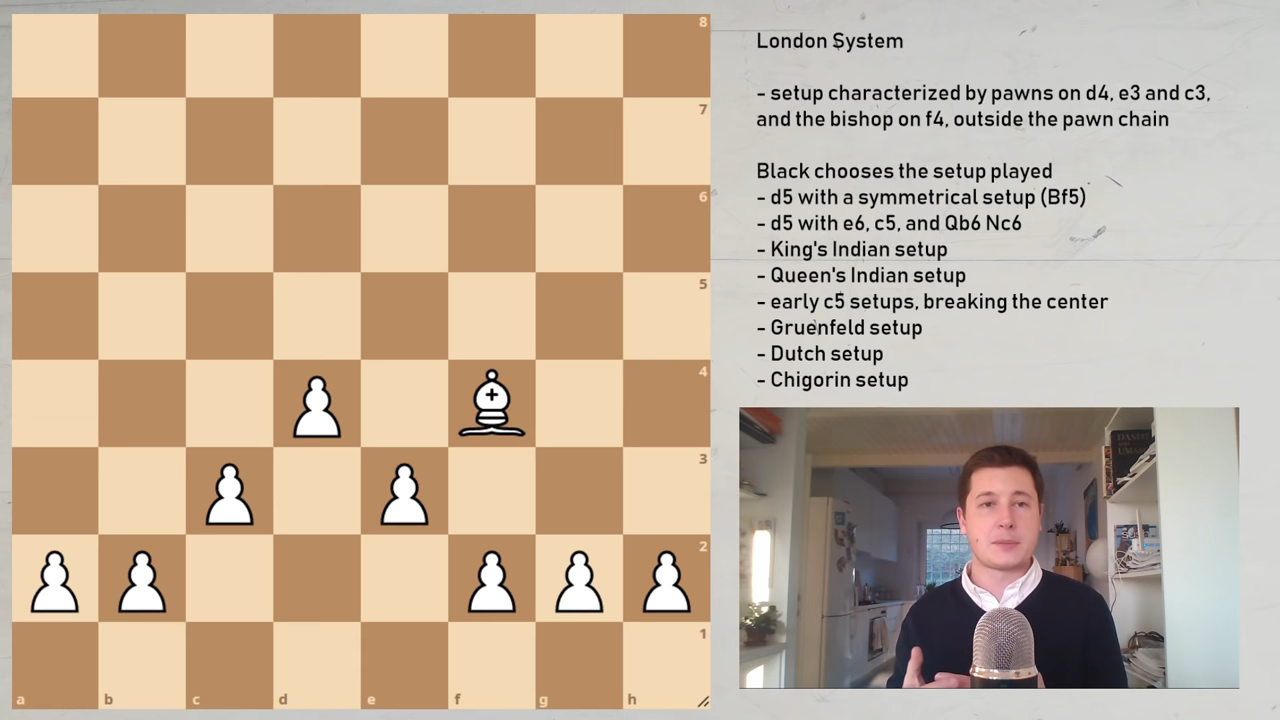 London System
- setup characterized by pawns on d4, e3 and c3,
and the bishop on f4, outside the pawn chain
Black chooses the setup played
- d5 with a symmetrical setup (Bf5)
- d5 with e6, c5, and Qb6 Nc6
- King's Indian setup
- Queen's Indian setup
- early c5 setups, breaking the center
- Gruenfeld setup
- Dutch setup
- Chigorin setup
8
7
6
5
4
3
2
1
a b c d e f g h